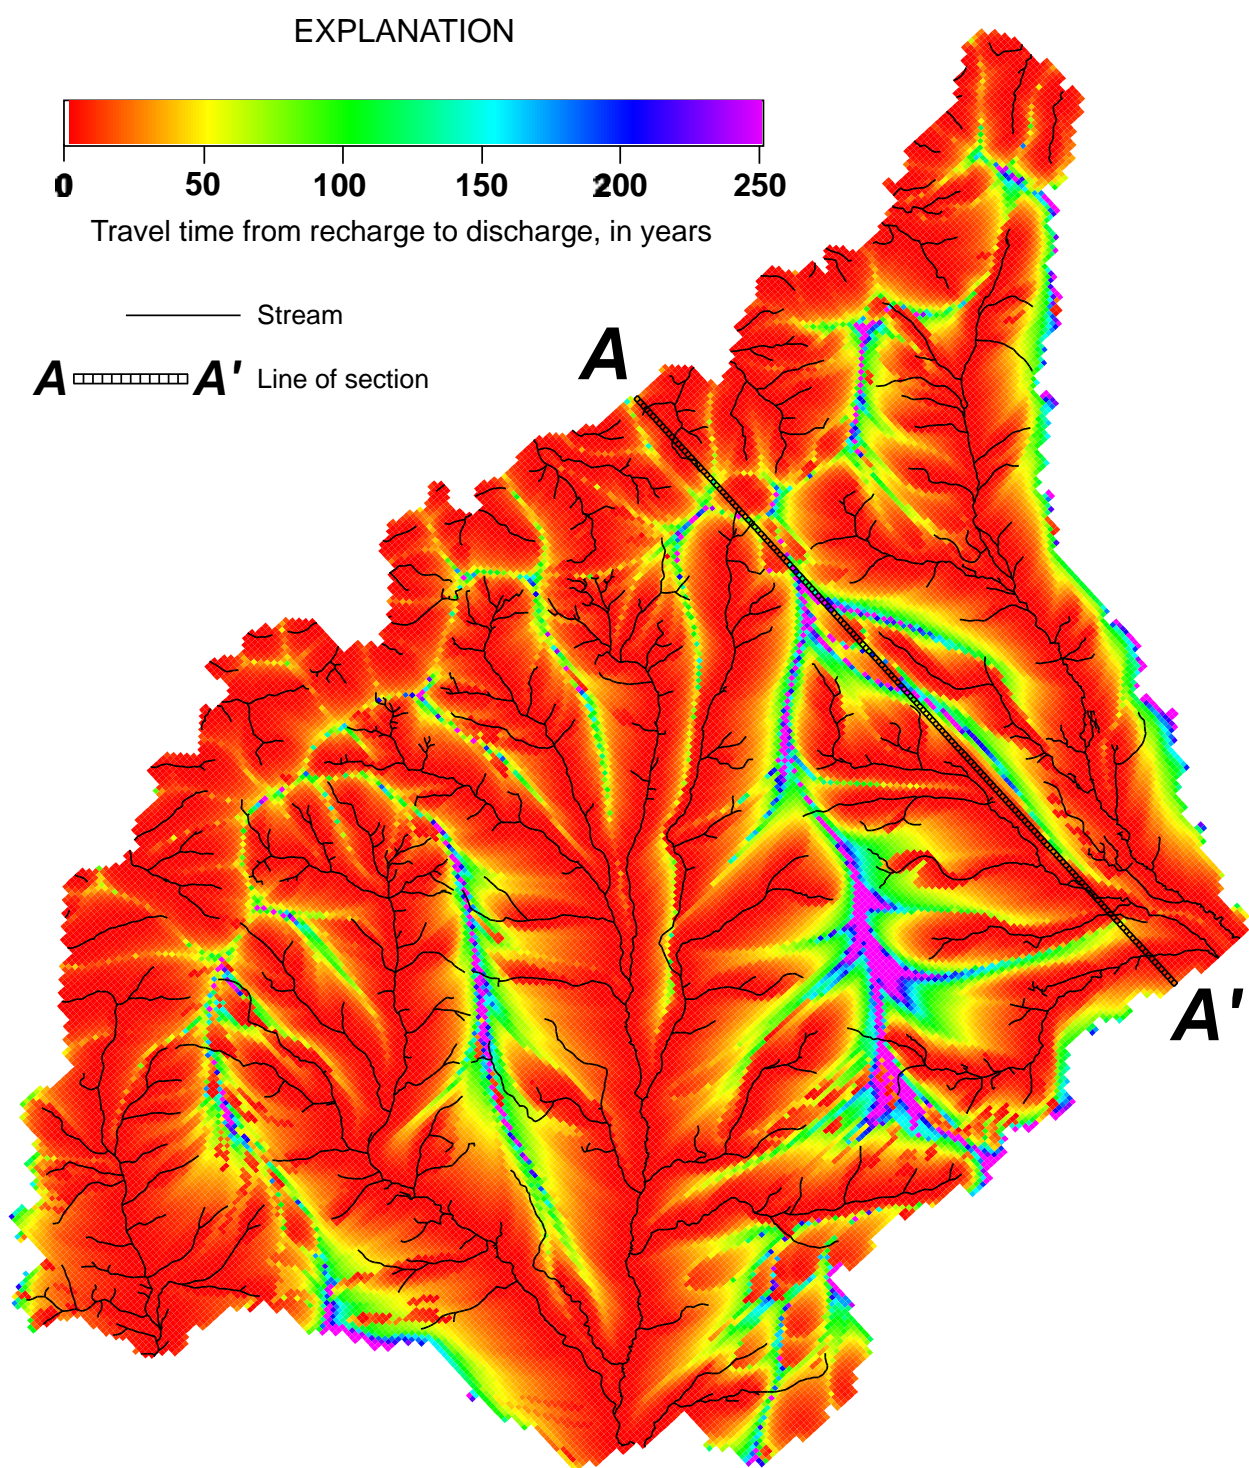 EXPLANATION
0 50 100 150 200 250
Travel time from recharge to discharge, in years
Stream
A A' Line of section
A
A'